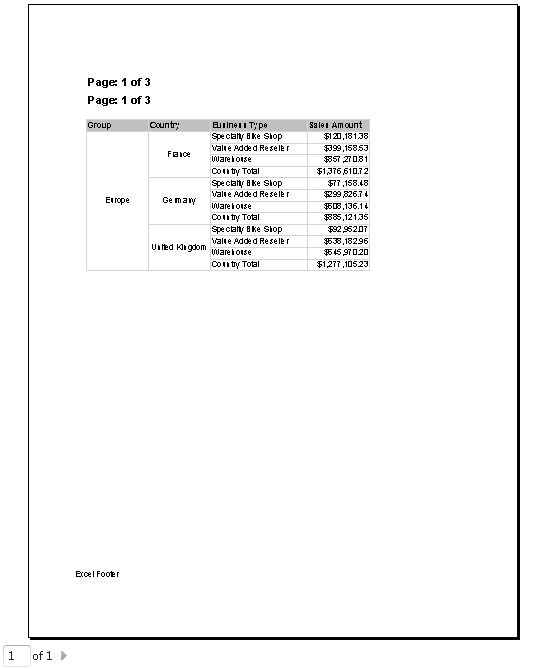 Page: 1 of 3
Page: 1 of 3
Group Country Business Type Sales Amount
Europe
France
Specialty Bike Shop $120,181.38
Value Added Reseller $399,158.53
Warehouse $857,270.81
Country Total $1,376,610.72
Germany
Specialty Bike Shop $77,158.48
Value Added Reseller $299,826.74
Warehouse $508,136.14
Country Total $885,121.35
United Kingdom
Specialty Bike Shop $92,952.07
Value Added Reseller $538,182.96
Warehouse $645,970.20
Country Total $1,277,105.23
Excel Footer
1 of 1